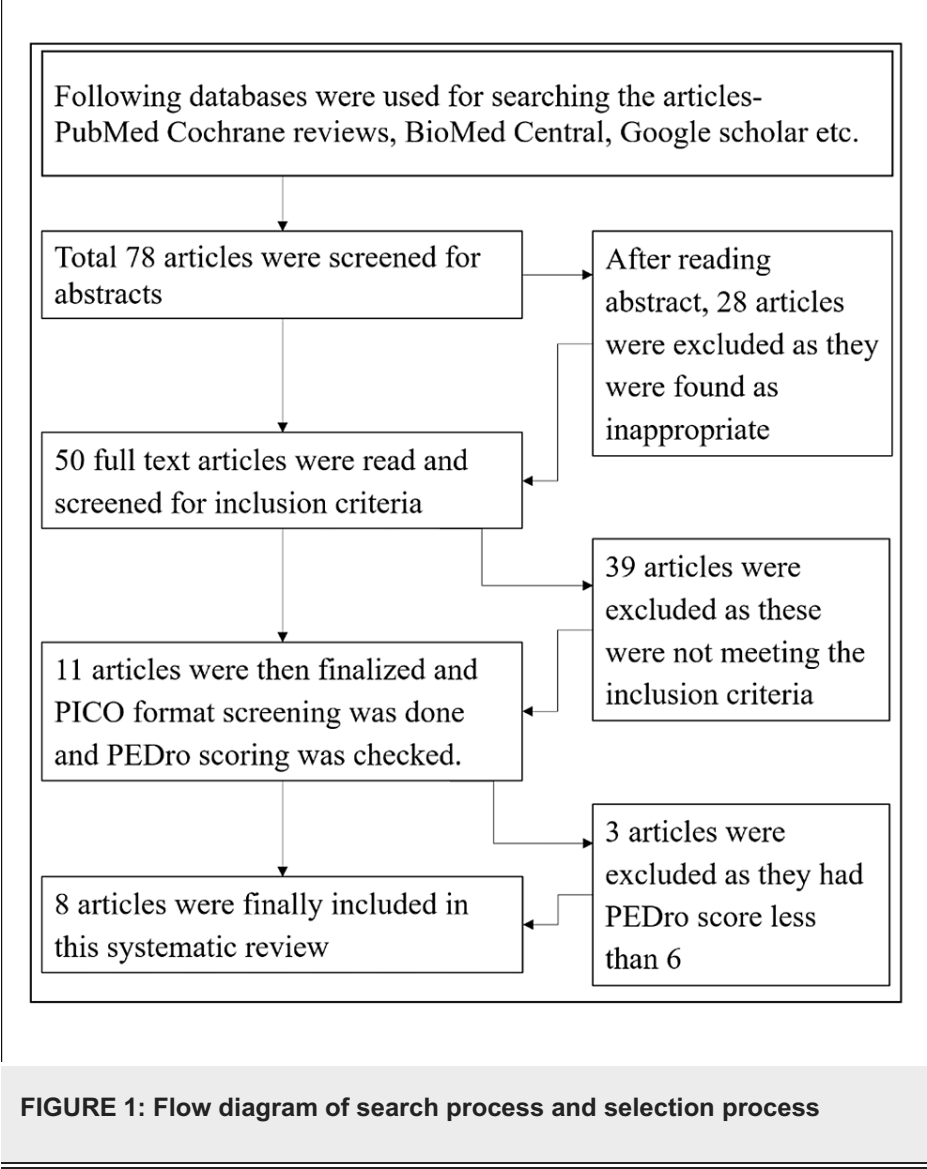 Following databases were used for searching the articles-
PubMed Cochrane reviews, BioMed Central, Google scholar etc.
Total 78 articles were screened for
abstracts
After reading
abstract, 28 articles
were excluded as they
were found as
inappropriate
50 full text articles were read and
screened for inclusion criteria
39 articles were
excluded as these
were not meeting the
inclusion criteria
11 articles were then finalized and
PICO format screening was done
and PEDro scoring was checked.
3 articles were
excluded as they had
PEDro score less
than 6
8 articles were finally included in
this systematic review
FIGURE 1: Flow diagram of search process and selection process